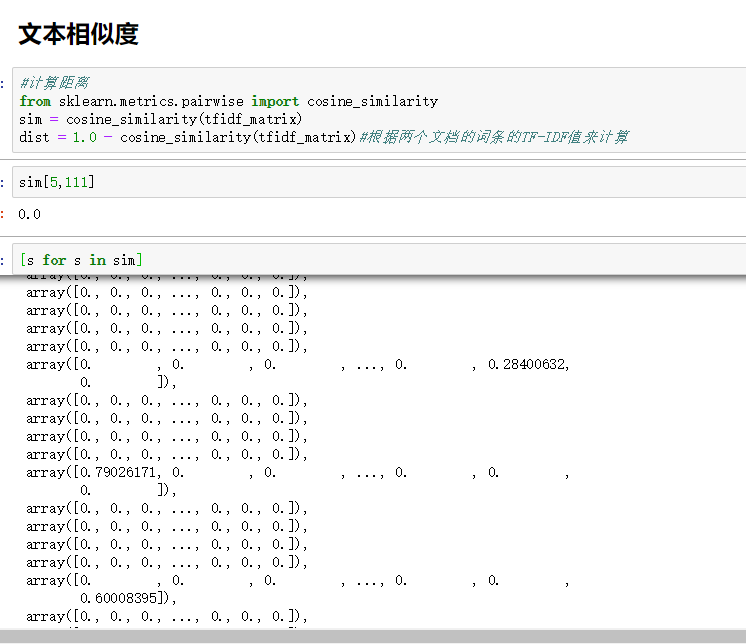 文本相似度
: #计算距离
from sklearn.metrics.pairwise import cosine_similarity
sim = cosine_similarity(tfidf_matrix)
dist = 1.0 - cosine_similarity(tfidf_matrix)#根据两个文档的词条的TF-IDF值来计算
: sim[5,111]
: 0.0
: [s for s in sim]
array([0., 0., 0., ..., 0., 0., 0.]),
array([0., 0., 0., ..., 0., 0., 0.]),
array([0., 0., 0., ..., 0., 0., 0.]),
array([0., 0., 0., ..., 0., 0., 0.]),
array([0., 0., 0., ..., 0., 0., 0.]),
array([0. , 0. , 0. , ..., 0. , 0.28400632,
0. ]),
array([0., 0., 0., ..., 0., 0., 0.]),
array([0., 0., 0., ..., 0., 0., 0.]),
array([0., 0., 0., ..., 0., 0., 0.]),
array([0., 0., 0., ..., 0., 0., 0.]),
array([0.79026171, 0. , 0. , ..., 0. , 0. ,
0. ]),
array([0., 0., 0., ..., 0., 0., 0.]),
array([0., 0., 0., ..., 0., 0., 0.]),
array([0., 0., 0., ..., 0., 0., 0.]),
array([0., 0., 0., ..., 0., 0., 0.]),
array([0. , 0. , 0. , ..., 0. , 0. ,
0.60008395]),
array([0., 0., 0., ..., 0., 0., 0.]),